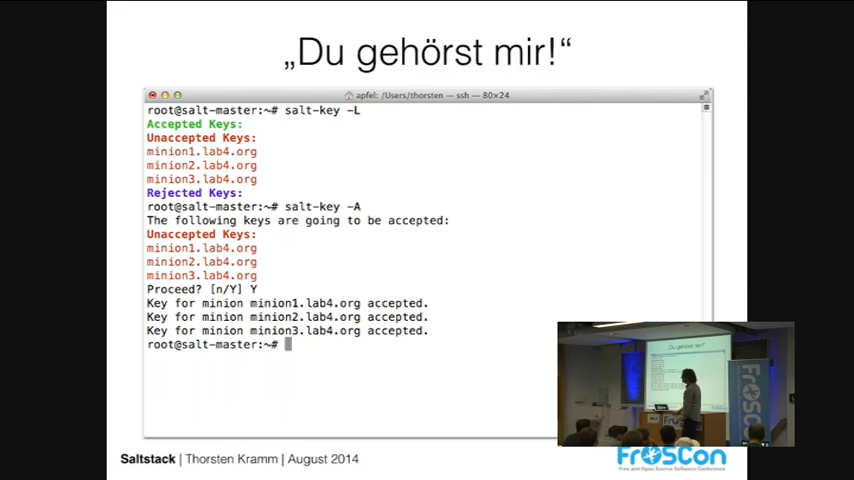 „Du gehörst mir!“
apfel: /Users/thorsten — ssh — 80×24
root@salt-master:~# salt-key -L
Accepted Keys:
Unaccepted Keys:
minion1.lab4.org
minion2.lab4.org
minion3.lab4.org
Rejected Keys:
root@salt-master:~# salt-key -A
The following keys are going to be accepted:
Unaccepted Keys:
minion1.lab4.org
minion2.lab4.org
minion3.lab4.org
Proceed? [n/Y] Y
Key for minion minion1.lab4.org accepted.
Key for minion minion2.lab4.org accepted.
Key for minion minion3.lab4.org accepted.
root@salt-master:~#
„Du gehörst mir!“
FrOSCon
Saltstack | Thorsten Kramm | August 2014
FrOSCon
Free and Open Source Software Conference